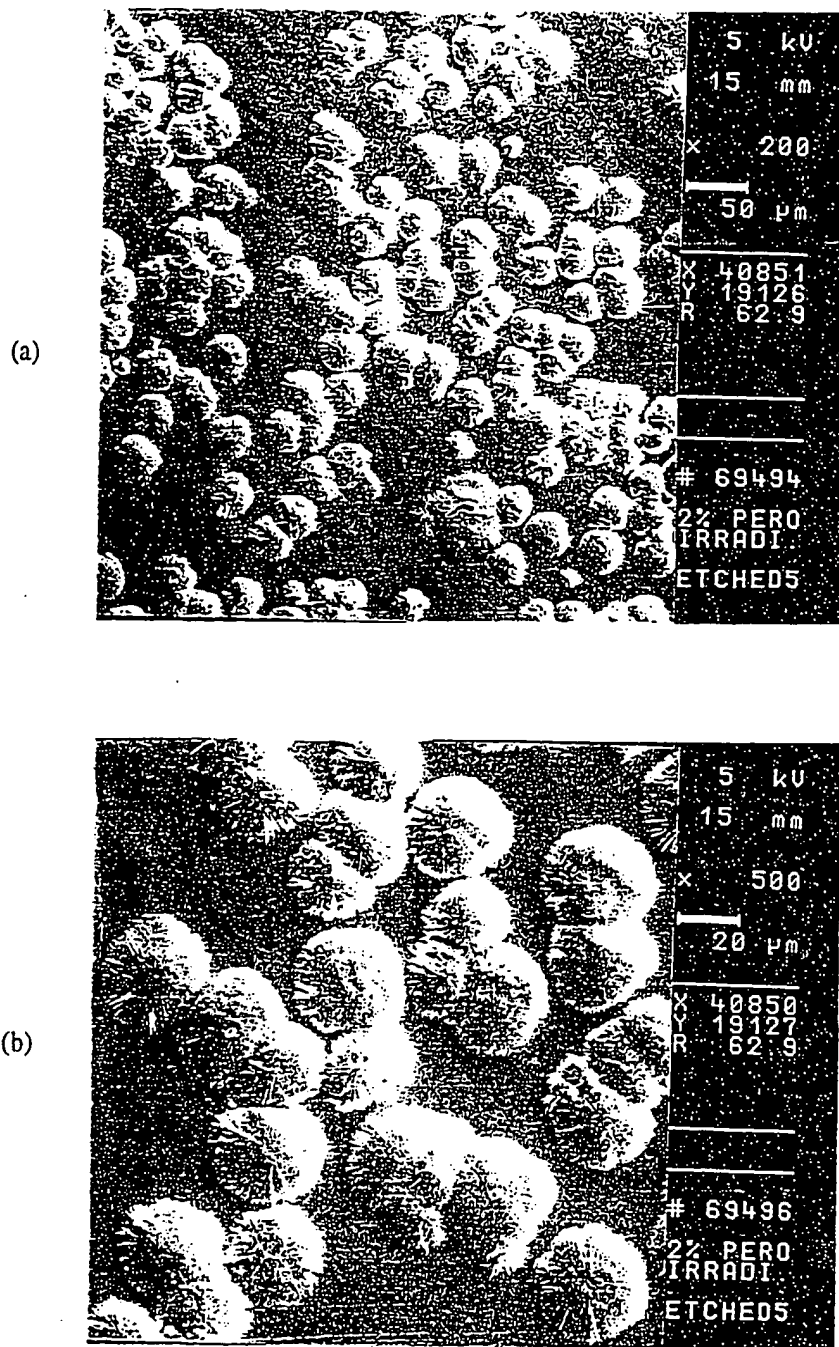 (a)
5 kV
15 mm
x 200
50 µm
X 40851
Y 19126
R 62.9
# 69494
2% PERO
IRRADI.
ETCHED5
(b)
5 kV
15 mm
x 500
20 µm
X 40850
Y 19127
R 62.9
# 69496
2% PERO
IRRADI.
ETCHED5